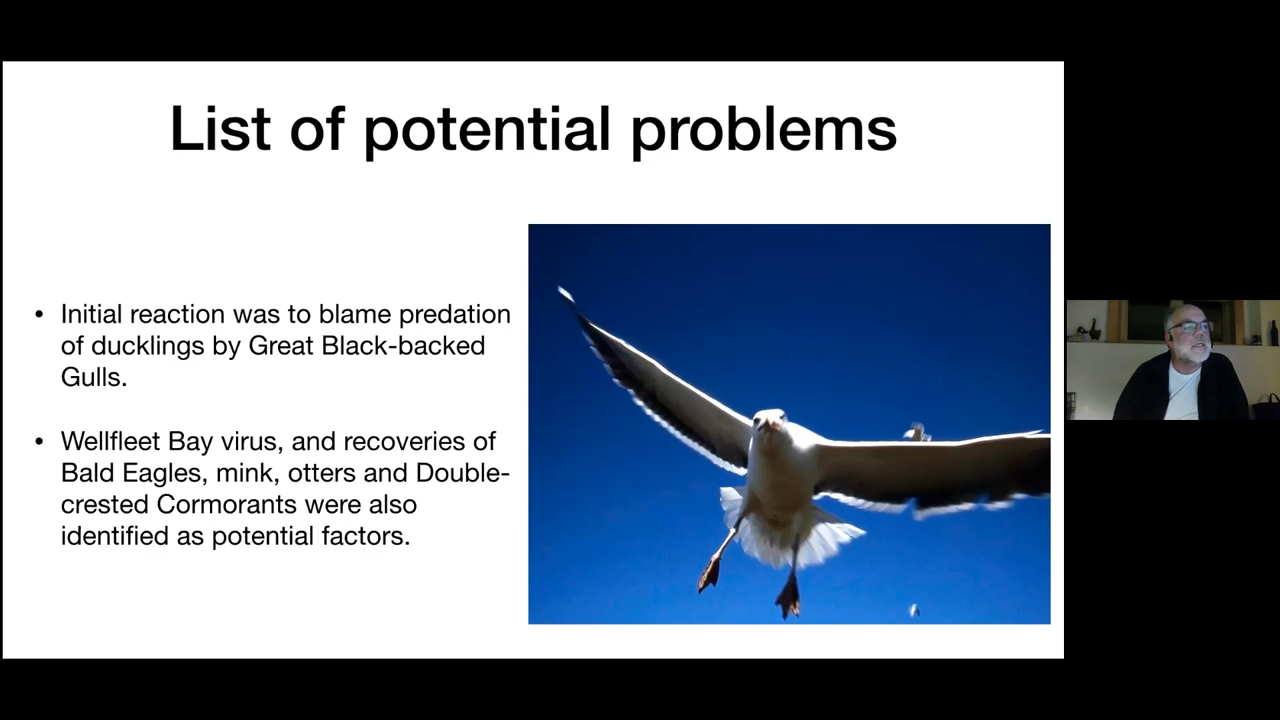 List of potential problems
• Initial reaction was to blame predation
of ducklings by Great Black-backed
Gulls.
• Wellfleet Bay virus, and recoveries of
Bald Eagles, mink, otters and Double-
crested Cormorants were also
identified as potential factors.